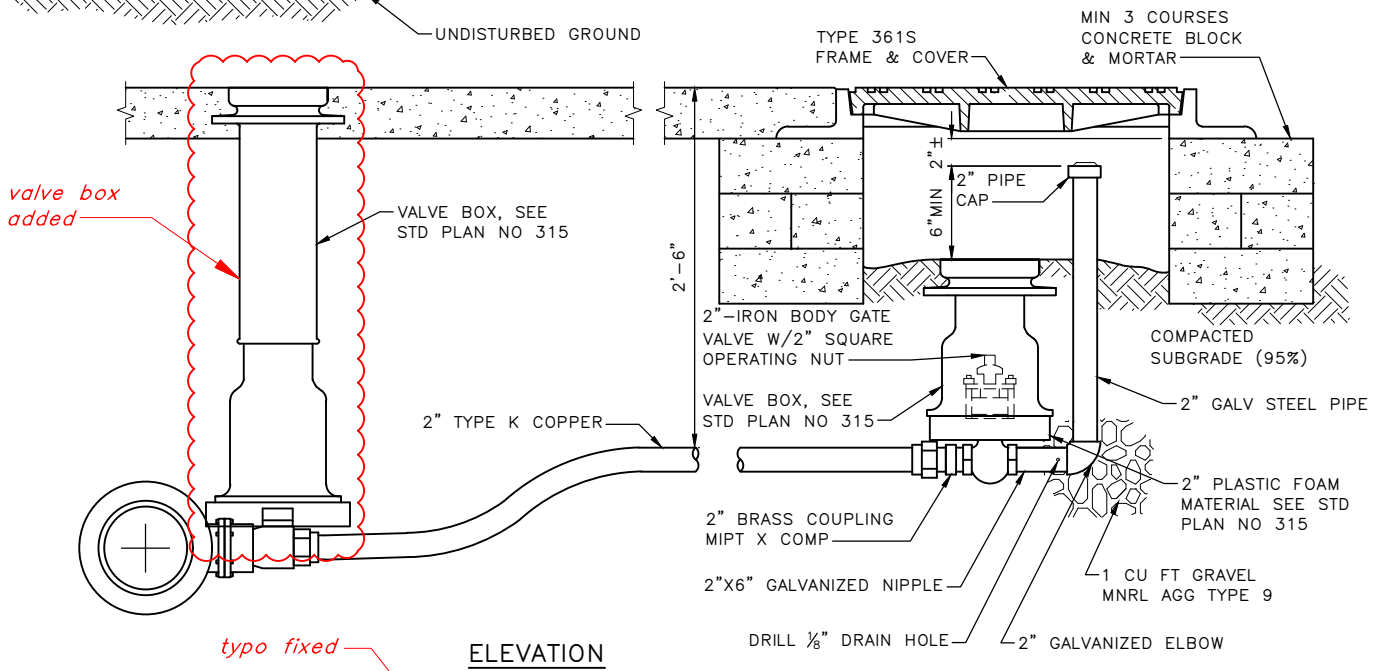 UNDISTURBED GROUND
TYPE 361S
FRAME & COVER
MIN 3 COURSES
CONCRETE BLOCK
& MORTAR
valve box
added
VALVE BOX, SEE
STD PLAN NO 315
2'-6"
2"±
6"MIN
2" PIPE
CAP
2"-IRON BODY GATE
VALVE W/2" SQUARE
OPERATING NUT
VALVE BOX, SEE
STD PLAN NO 315
COMPACTED
SUBGRADE (95%)
2" GALV STEEL PIPE
2" TYPE K COPPER
2" PLASTIC FOAM
MATERIAL SEE STD
PLAN NO 315
2" BRASS COUPLING
MIPT X COMP
2"X6" GALVANIZED NIPPLE
1 CU FT GRAVEL
MNRL AGG TYPE 9
DRILL ⅛" DRAIN HOLE
2" GALVANIZED ELBOW
typo fixed
ELEVATION